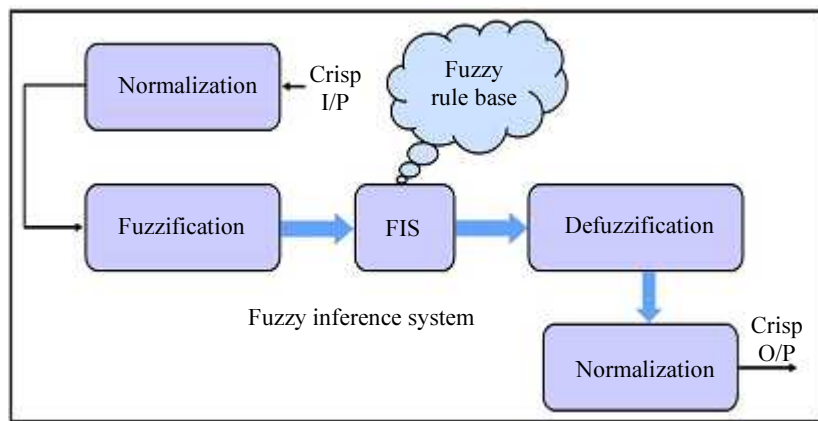 Normalization
Crisp
I/P
Fuzzy
rule base
Fuzzification
FIS
Defuzzification
Fuzzy inference system
Normalization
Crisp
O/P